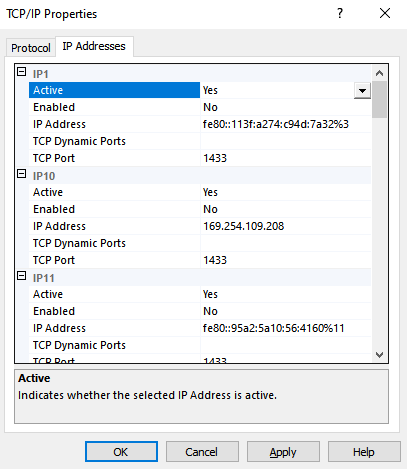 TCP/IP Properties
Protocol
IP Addresses
IP1
Active Yes
Enabled No
IP Address fe80::113f:a274:c94d:7a32%3
TCP Dynamic Ports
TCP Port 1433
IP10
Active Yes
Enabled No
IP Address 169.254.109.208
TCP Dynamic Ports
TCP Port 1433
IP11
Active Yes
Enabled No
IP Address fe80::95a2:5a10:56:4160%11
TCP Dynamic Ports
TCP Port 1433
Active
Indicates whether the selected IP Address is active.
OK Cancel Apply Help